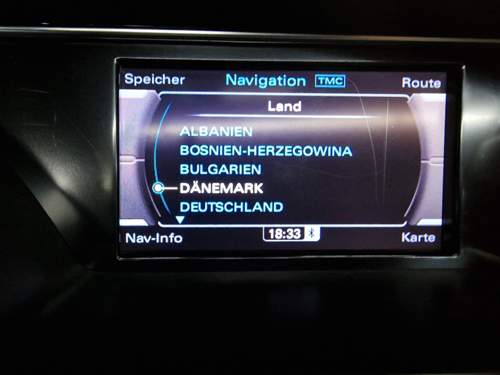 Speicher Navigation TMC Route
Land
ALBANIEN
BOSNIEN-HERZEGOWINA
BULGARIEN
DÄNEMARK
DEUTSCHLAND
Nav-Info 18:33 Karte